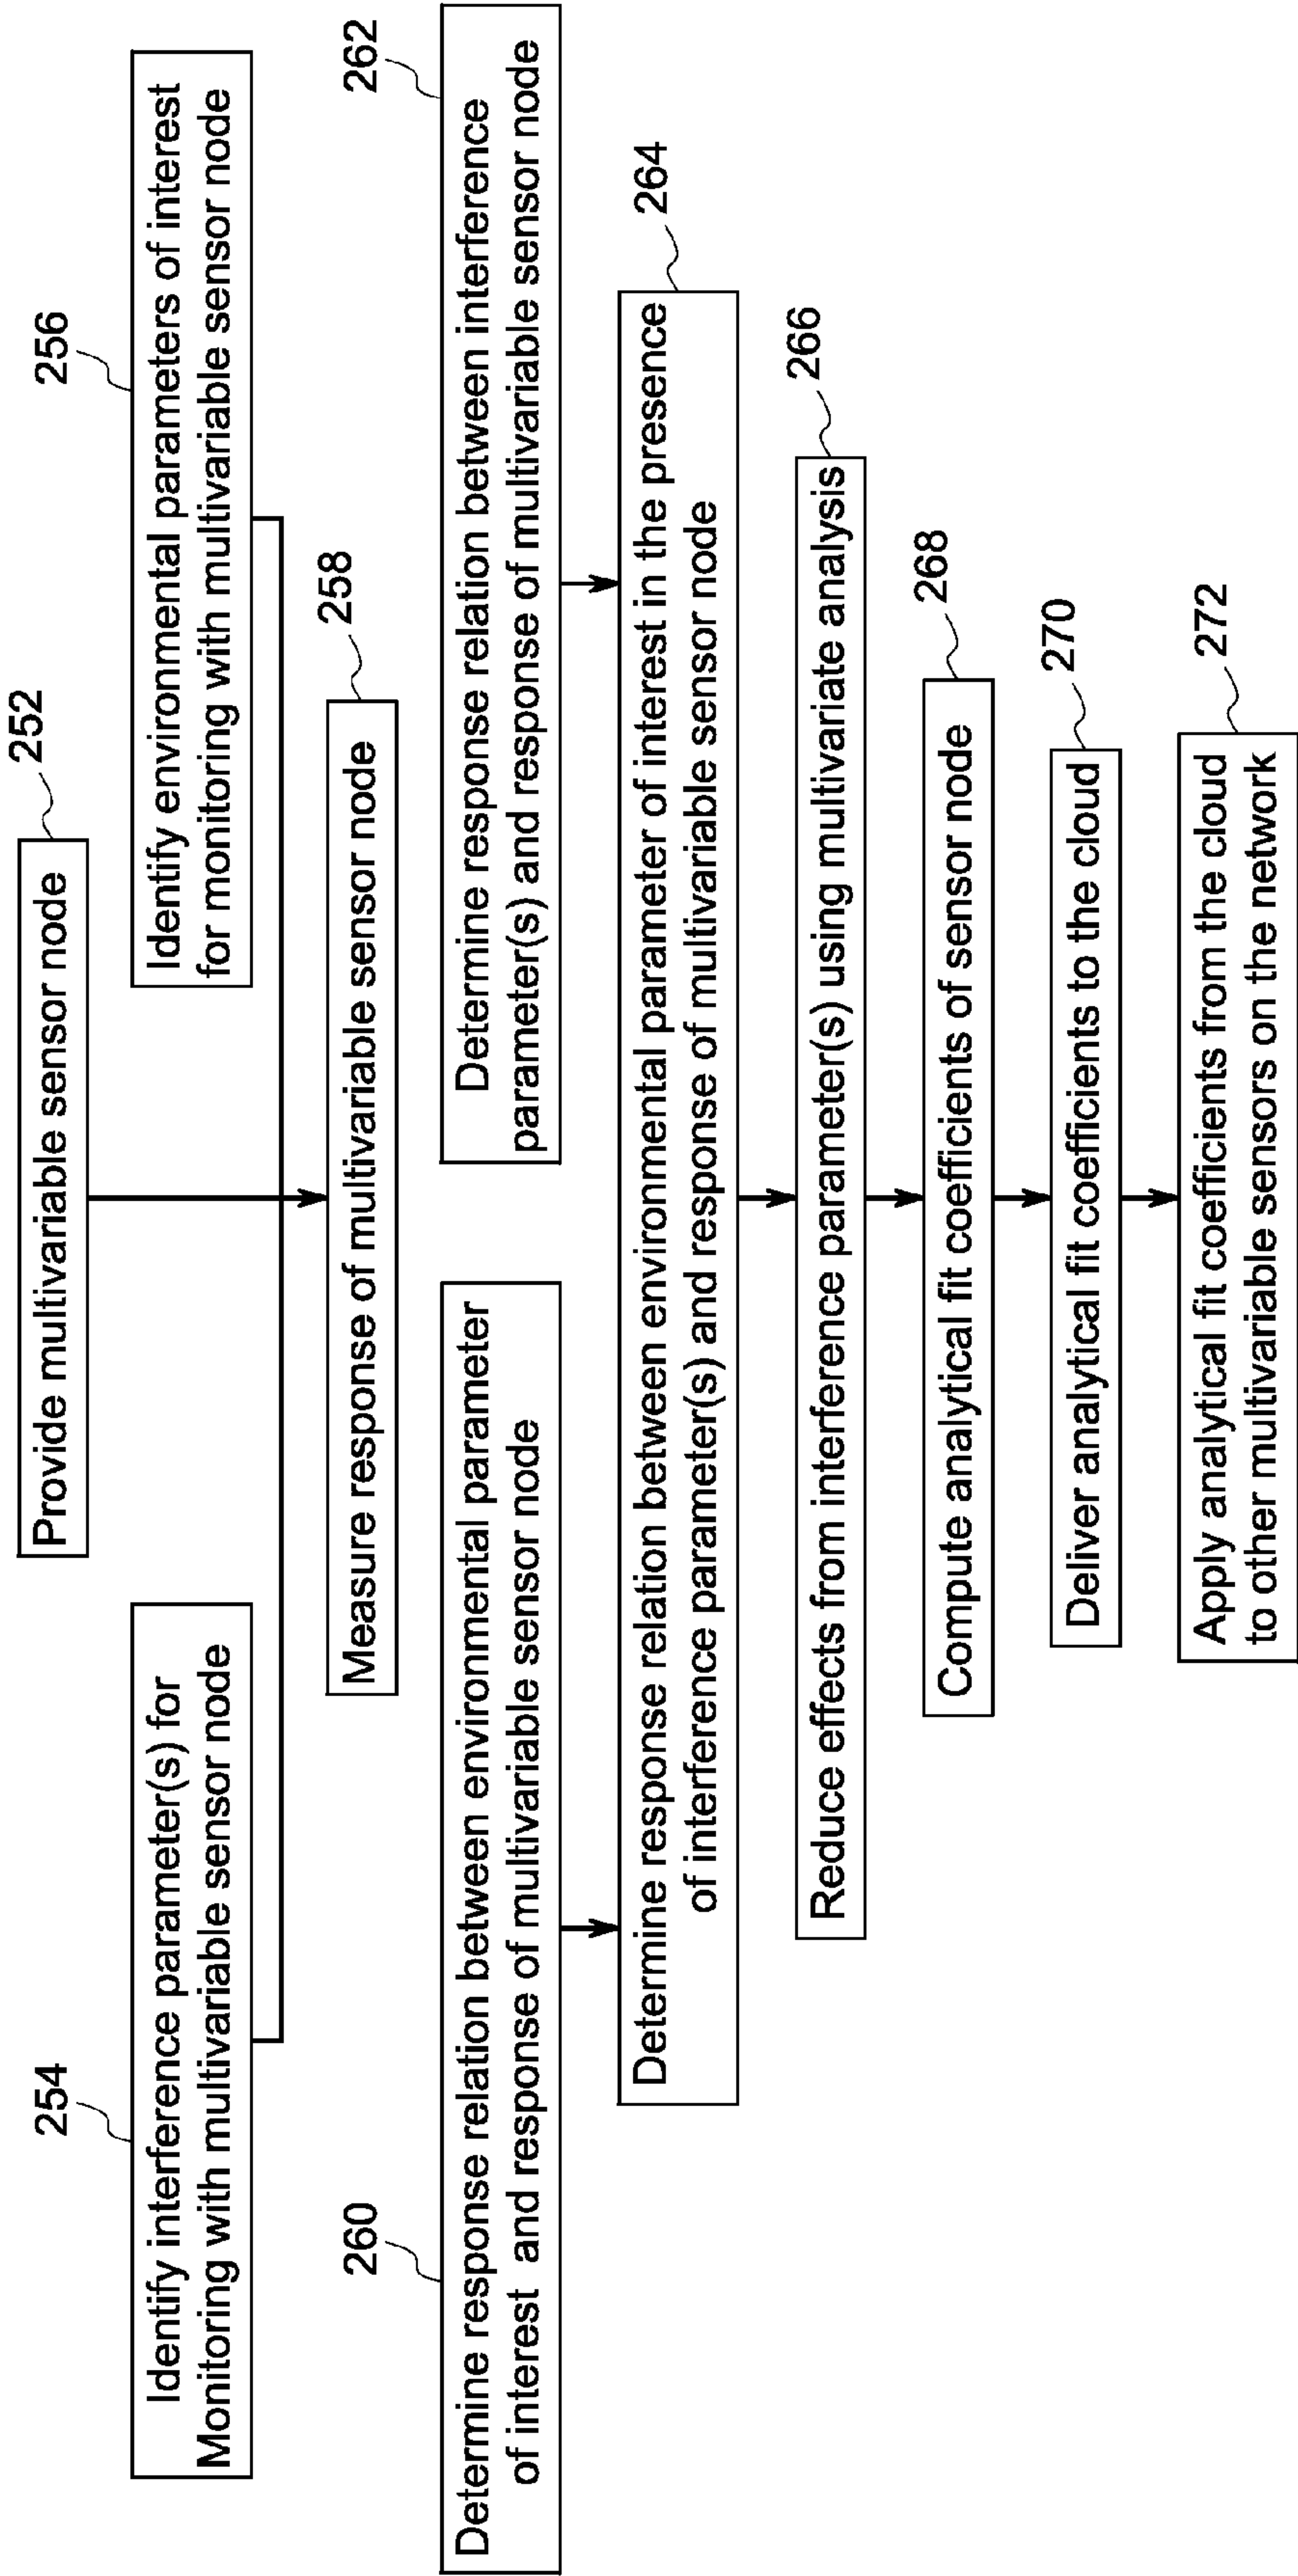 252
Provide multivariable sensor node
254
Identify interference parameter(s) for
Monitoring with multivariable sensor node
256
Identify environmental parameters of interest
for monitoring with multivariable sensor node
258
Measure response of multivariable sensor node
260
Determine response relation between environmental parameter
of interest and response of multivariable sensor node
262
Determine response relation between interference
parameter(s) and response of multivariable sensor node
264
Determine response relation between environmental parameter of interest in the presence
of interference parameter(s) and response of multivariable sensor node
266
Reduce effects from interference parameter(s) using multivariate analysis
268
Compute analytical fit coefficients of sensor node
270
Deliver analytical fit coefficients to the cloud
272
Apply analytic fit coefficients from the cloud
to other multivariable sensors on the network